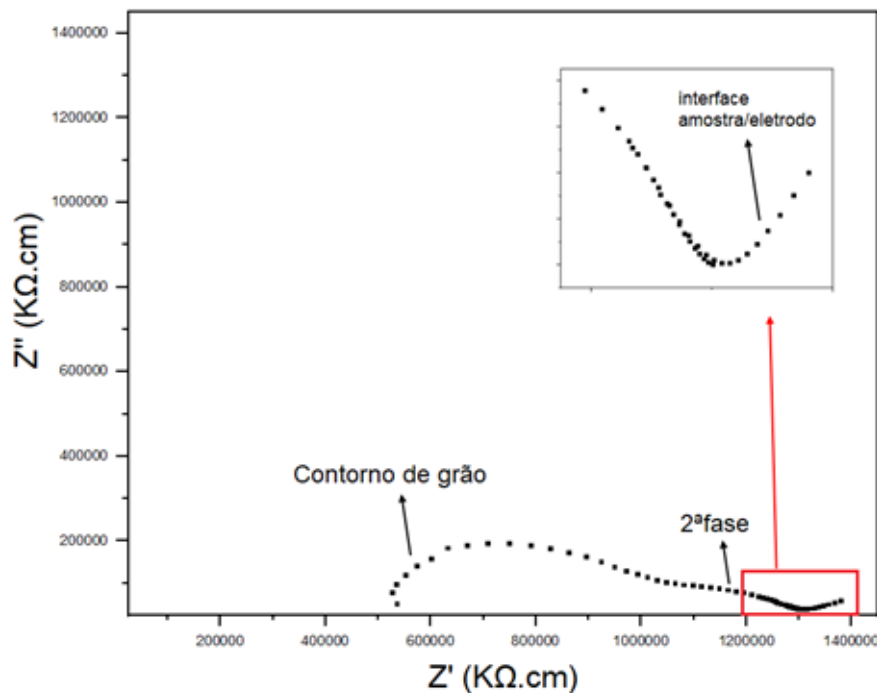 1400000
1200000
1000000
800000
600000
400000
200000
Z'' (KΩ.cm)
interface
amostra/eletrodo
Contorno de grão
2ªfase
200000 400000 600000 800000 1000000 1200000 1400000
Z' (KΩ.cm)